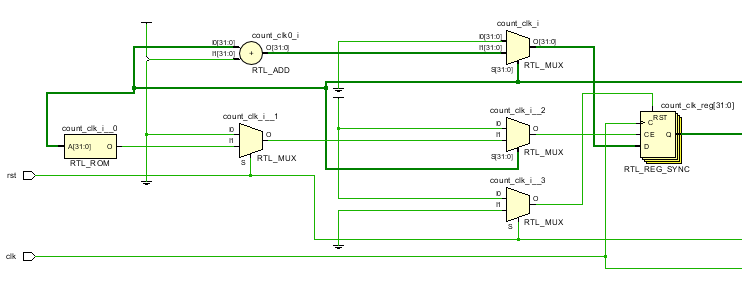 count_clk_i
count_clk0_i
I0[31:0]
I1[31:0]
S[31:0]
O[31:0]
RTL_MUX
I0[31:0]
I1[31:0]
+
O[31:0]
RTL_ADD
count_clk_i__0
A[31:0] O
RTL_ROM
count_clk_i__1
I0
I1
S
O
RTL_MUX
count_clk_i__2
I0
I1
S[31:0]
O
RTL_MUX
count_clk_reg[31:0]
RST
C
CE Q
D
RTL_REG_SYNC
rst
count_clk_i__3
I0
I1
S
O
RTL_MUX
clk